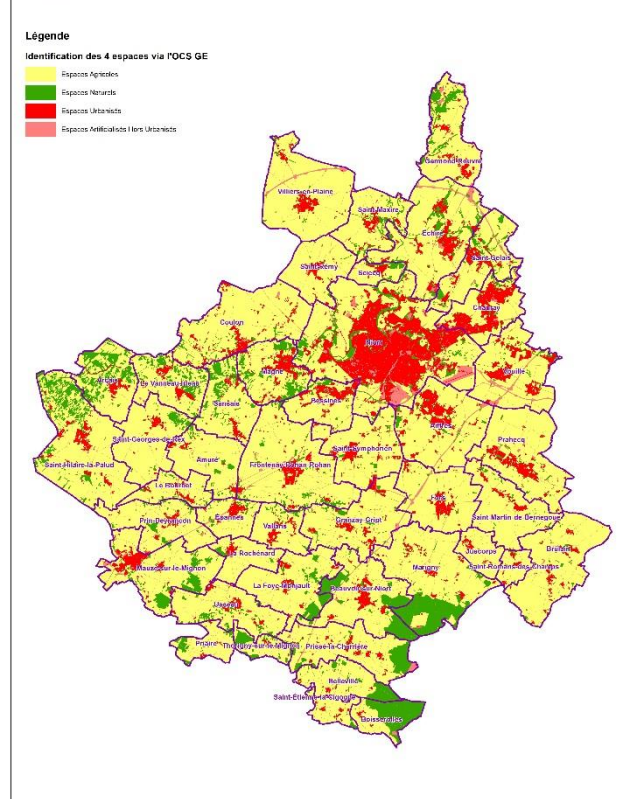 Légende
Identification des 4 espaces via l'OCS GE
Espaces Agricoles
Espaces Naturels
Espaces Urbanisés
Espaces Artificialisés Hors Urbanisés
Germond-Rouvre
Villiers-en-Plaine
Saint-Maxire
Echiré
Saint-Gelais
Saint-Rémy
Sciecq
Chauray
Coulon
Niort
Magné
Vouillé
Arçais
Le Vanneau-Irleau
Sansais
Bessines
Aiffres
Prahecq
Saint-Georges-de-Rex
Saint-Symphorien
Saint-Hilaire-la-Palud
Amuré
Frontenay-Rohan Rohan
Le Bourdet
Fors
Saint Martin de Bernegoue
Prin-Deyrançon
Epannes
Vallans
Granzay-Gript
Brûlain
La Rochénard
Juscorps
Mauzé-sur-le-Mignon
Marigny
Saint-Romans-des-Champs
La Foye-Monjault
Beauvoir-sur-Niort
Usseau
Priaires
Thorigny-sur-le-Mignon
Prissé-la-Charrière
Belleville
Saint-Etienne-la-Cigogne
Boisserolles